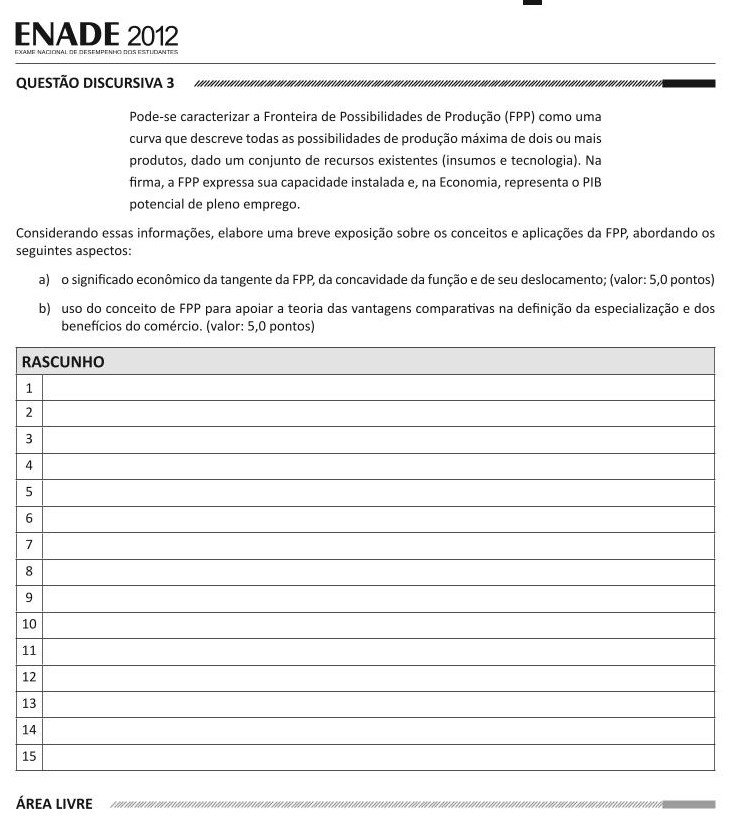 ENADE 2012
EXAME NACIONAL DE DESEMPENHO DOS ESTUDANTES
QUESTÃO DISCURSIVA 3
Pode-se caracterizar a Fronteira de Possibilidades de Produção (FPP) como uma
curva que descreve todas as possibilidades de produção máxima de dois ou mais
produtos, dado um conjunto de recursos existentes (insumos e tecnologia). Na
firma, a FPP expressa sua capacidade instalada e, na Economia, representa o PIB
potencial de pleno emprego.
Considerando essas informações, elabore uma breve exposição sobre os conceitos e aplicações da FPP, abordando os
seguintes aspectos:
a) o significado econômico da tangente da FPP, da concavidade da função e de seu deslocamento; (valor: 5,0 pontos)
b) uso do conceito de FPP para apoiar a teoria das vantagens comparativas na definição da especialização e dos
benefícios do comércio. (valor: 5,0 pontos)
RASCUNHO
1
2
3
4
5
6
7
8
9
10
11
12
13
14
15
ÁREA LIVRE